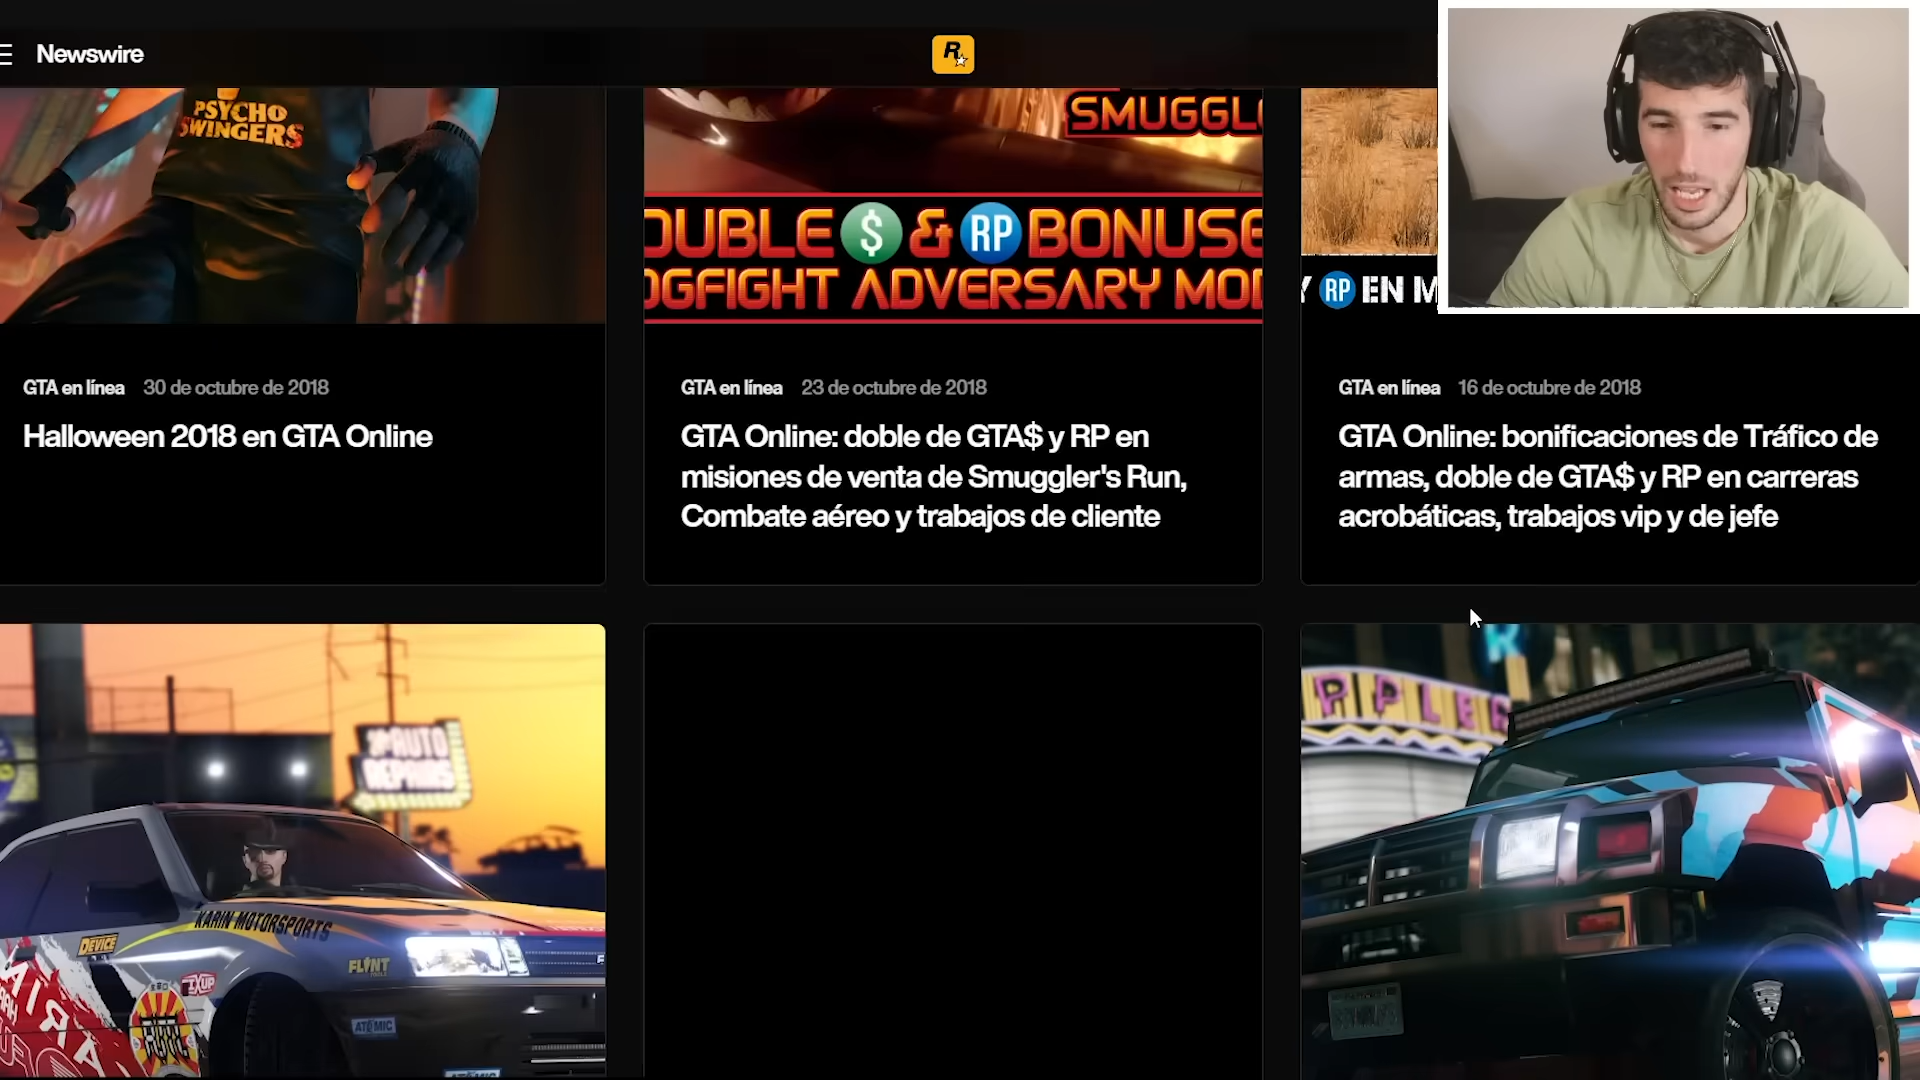 Newswire
R
PSYCHO
SWINGERS
SMUGGL
OUBLE $ & RP BONUSE
OGFIGHT ADVERSARY MOD
Y RP EN M
GTA en línea 30 de octubre de 2018
Halloween 2018 en GTA Online
GTA en línea 23 de octubre de 2018
GTA Online: doble de GTA$ y RP en
misiones de venta de Smuggler's Run,
Combate aéreo y trabajos de cliente
GTA en línea 16 de octubre de 2018
GTA Online: bonificaciones de Tráfico de
armas, doble de GTA$ y RP en carreras
acrobáticas, trabajos vip y de jefe
AUTO
REPAIRS
KARIN MOTORSPORTS
DEVICE
FLINT
ATOMIC
ATOMIC